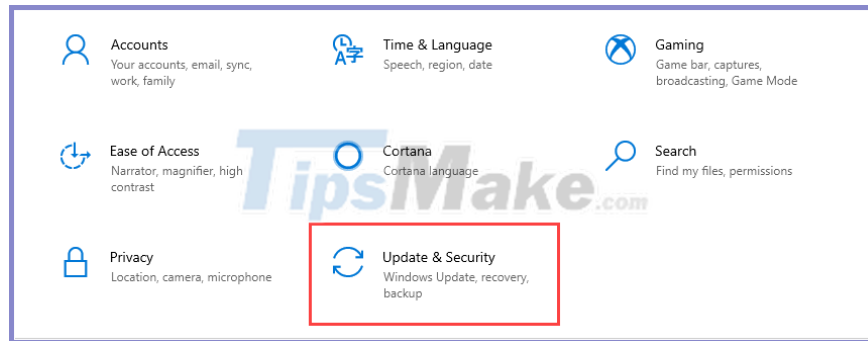 Accounts
Your accounts, email, sync,
work, family
Time & Language
Speech, region, date
Gaming
Game bar, captures,
broadcasting, Game Mode
Ease of Access
Narrator, magnifier, high
contrast
Cortana
Cortana language
Search
Find my files, permissions
TipsMake.com
Privacy
Location, camera, microphone
Update & Security
Windows Update, recovery,
backup